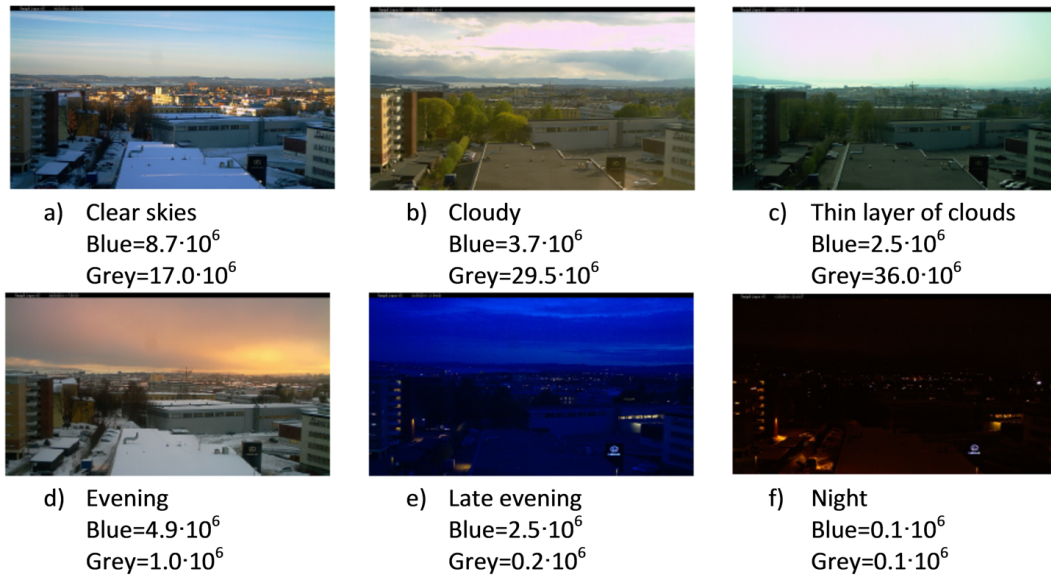 a) Clear skies
Blue=8.7·10⁶
Grey=17.0·10⁶
b) Cloudy
Blue=3.7·10⁶
Grey=29.5·10⁶
c) Thin layer of clouds
Blue=2.5·10⁶
Grey=36.0·10⁶
d) Evening
Blue=4.9·10⁶
Grey=1.0·10⁶
e) Late evening
Blue=2.5·10⁶
Grey=0.2·10⁶
f) Night
Blue=0.1·10⁶
Grey=0.1·10⁶